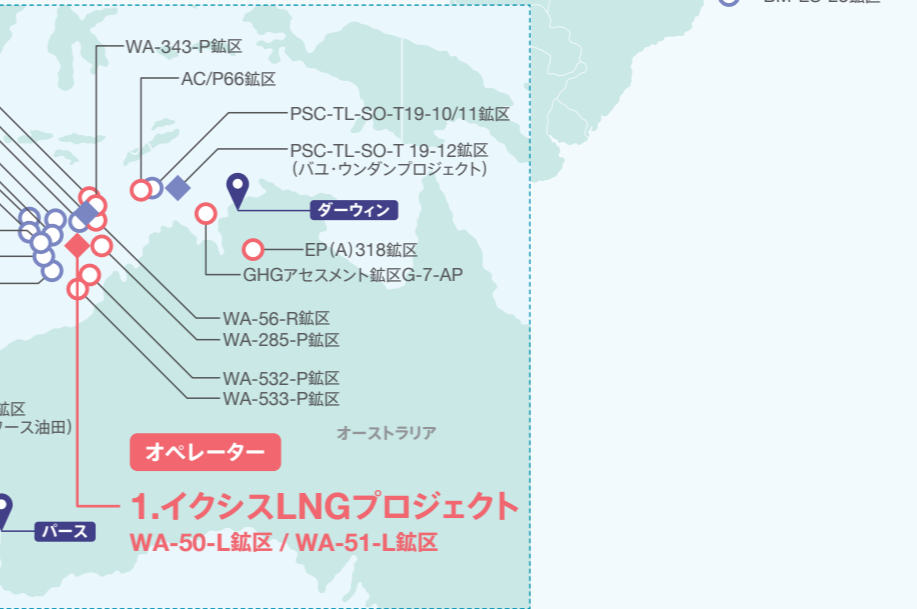 WA-343-P鉱区
AC/P66鉱区
PSC-TL-SO-T19-10/11鉱区
PSC-TL-SO-T 19-12鉱区
（バユ・ウンダンプロジェクト）
ダーウィン
EP（A）318鉱区
GHGアセスメント鉱区G-7-AP
WA-56-R鉱区
WA-285-P鉱区
WA-532-P鉱区
WA-533-P鉱区
鉱区
ース油田）
オーストラリア
オペレーター
1.イクシスLNGプロジェクト
WA-50-L鉱区 / WA-51-L鉱区
パース